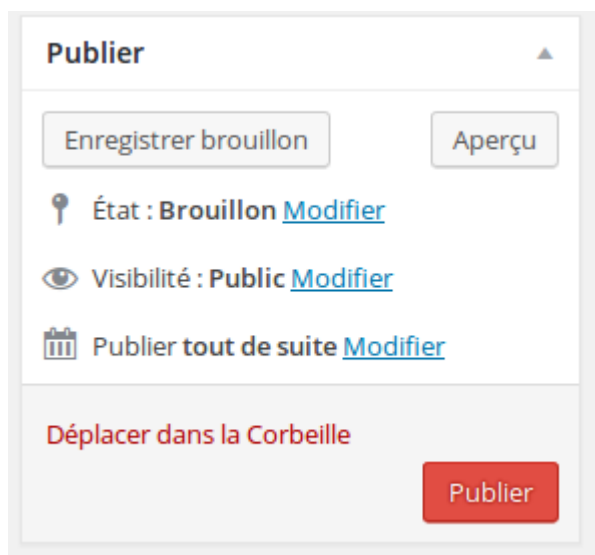 Publier
Enregistrer brouillon Aperçu
État : Brouillon Modifier
Visibilité : Public Modifier
Publier tout de suite Modifier
Déplacer dans la Corbeille
Publier